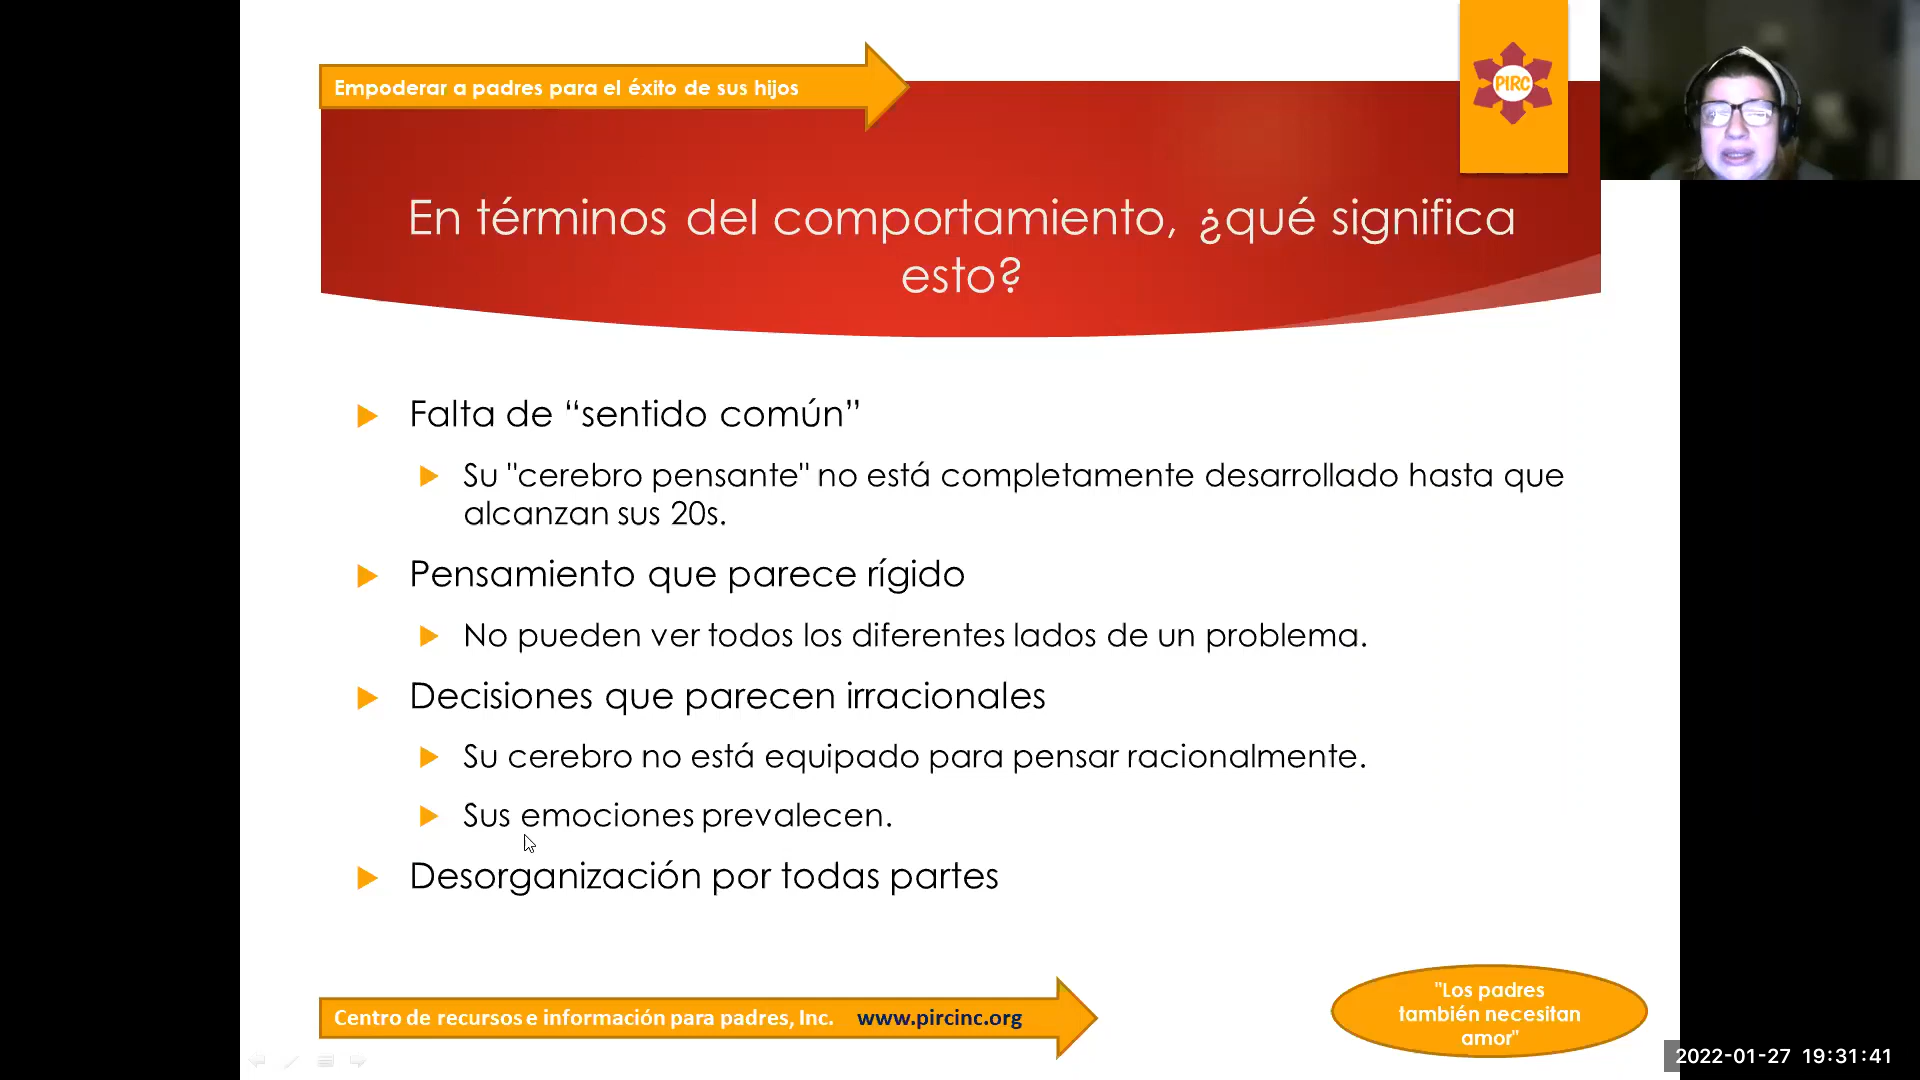 Empoderar a padres para el éxito de sus hijos
PIRC
En términos del comportamiento, ¿qué significa
esto?
Falta de “sentido común”
Su "cerebro pensante" no está completamente desarrollado hasta que
alcanzan sus 20s.
Pensamiento que parece rígido
No pueden ver todos los diferentes lados de un problema.
Decisiones que parecen irracionales
Su cerebro no está equipado para pensar racionalmente.
Sus emociones prevalecen.
Desorganización por todas partes
Centro de recursos e información para padres, Inc. www.pircinc.org
"Los padres
también necesitan
amor"
2022-01-27 19:31:41